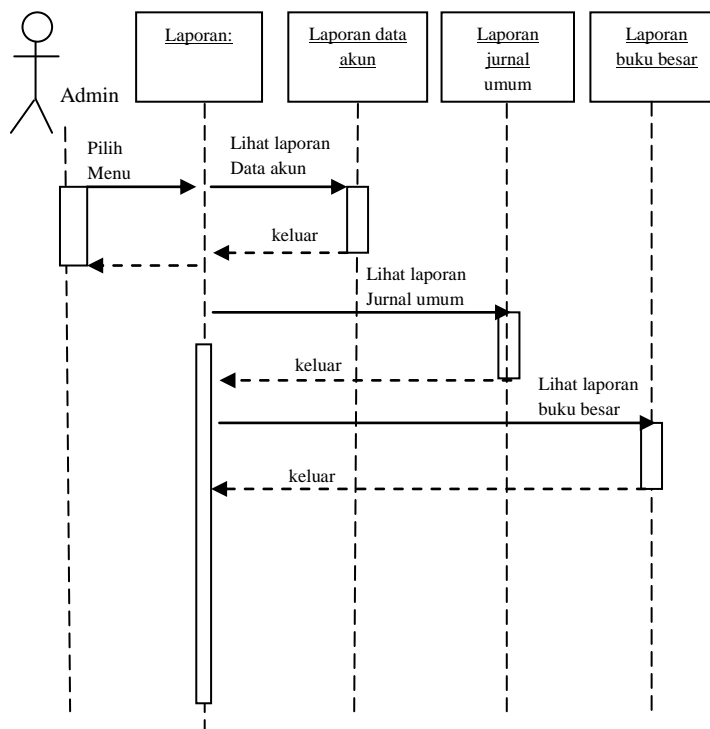 Laporan:
Laporan data
akun
Laporan
jurnal
umum
Laporan
buku besar
Admin
Pilih
Menu
Lihat laporan
Data akun
keluar
Lihat laporan
Jurnal umum
keluar
Lihat laporan
buku besar
keluar